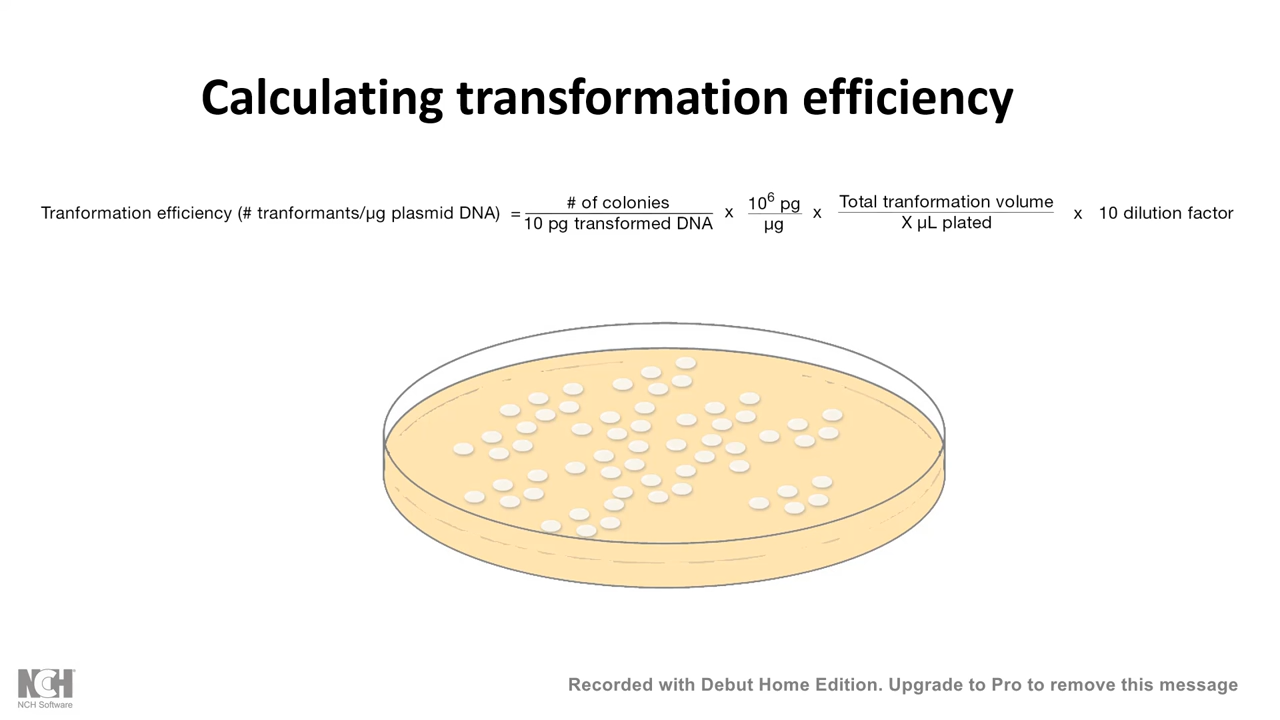 Calculating transformation efficiency
Tranformation efficiency (# tranformants/µg plasmid DNA) = # of colonies / 10 pg transformed DNA x 10⁶ pg / µg x Total tranformation volume / X µL plated x 10 dilution factor
NCH
NCH Software
Recorded with Debut Home Edition. Upgrade to Pro to remove this message